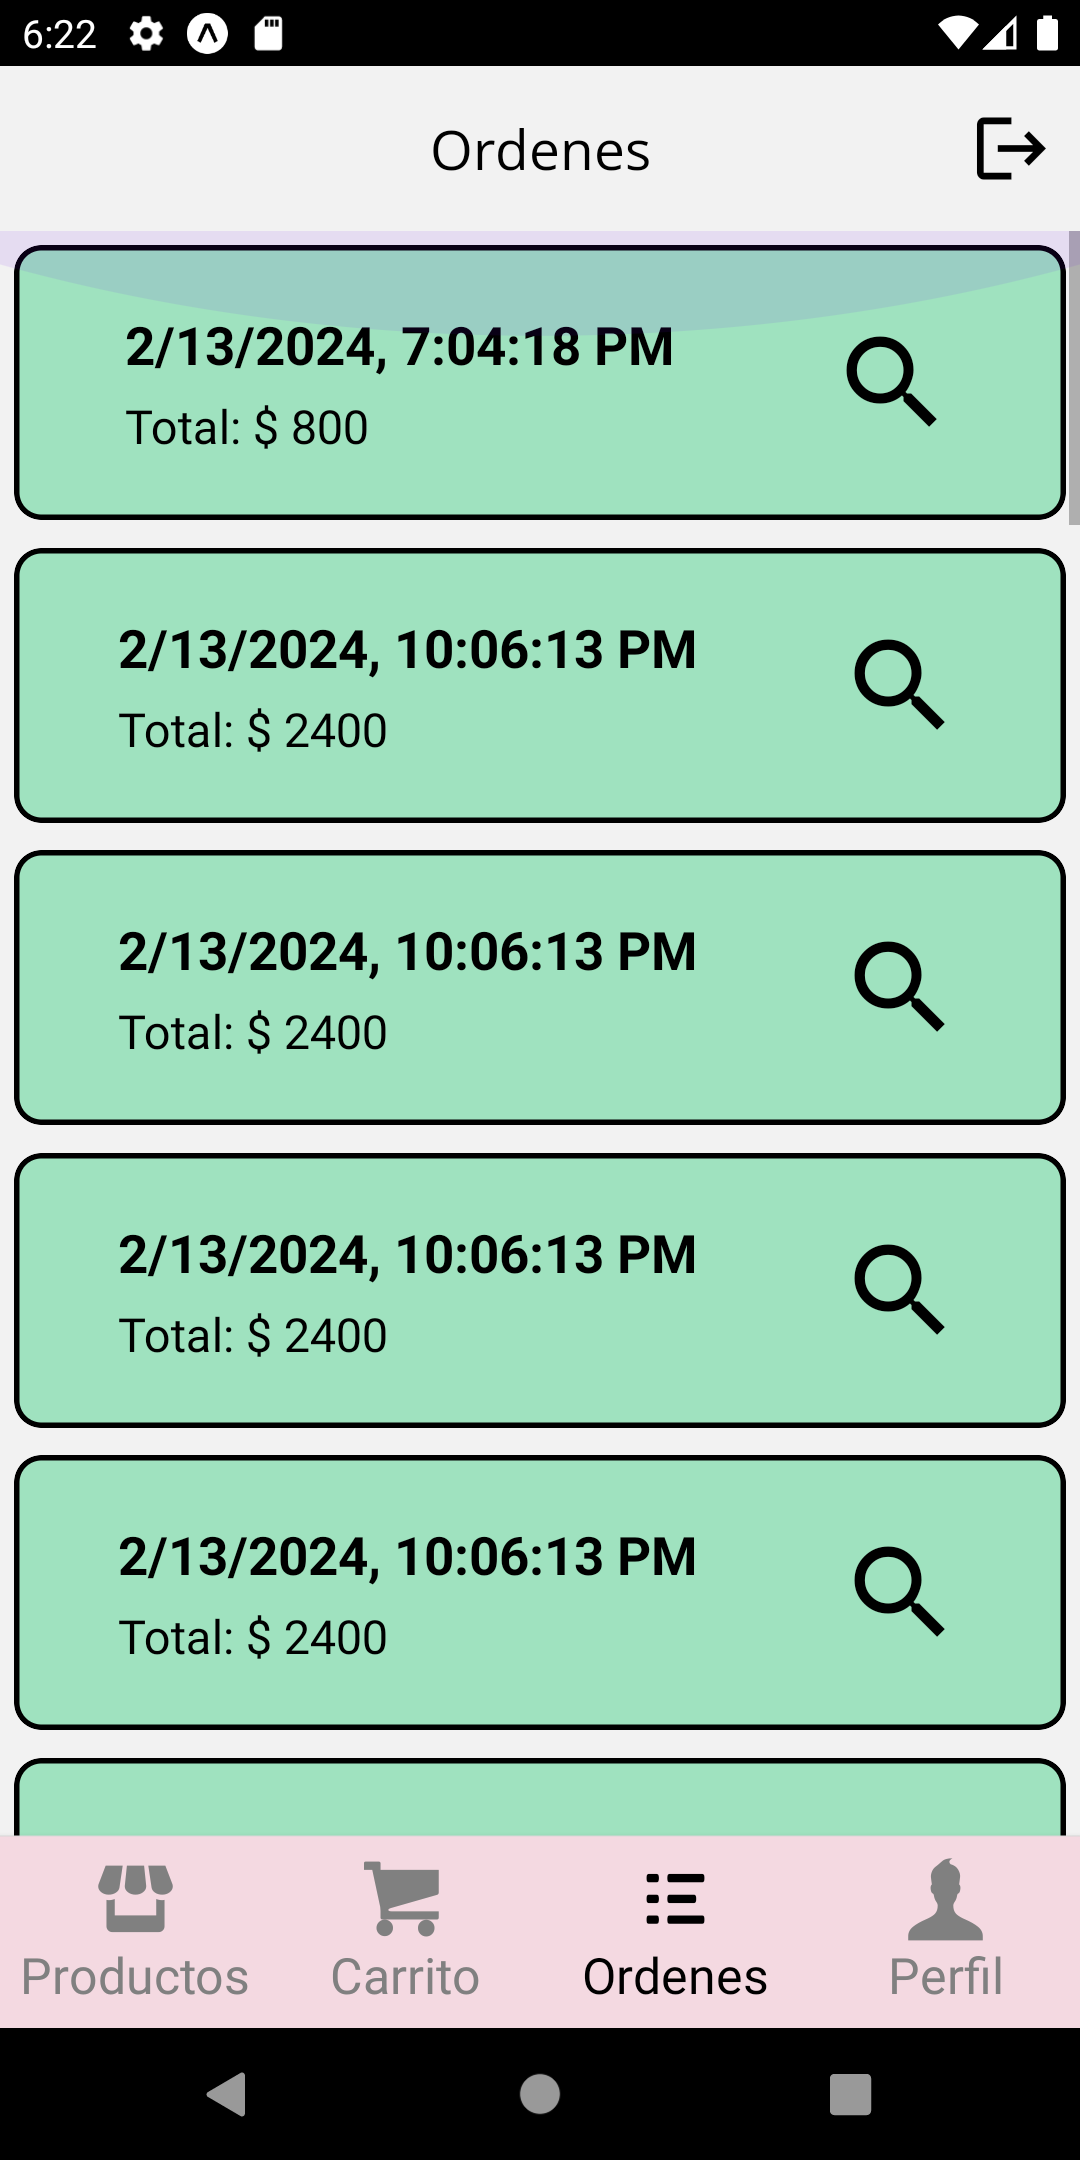 6:22
Ordenes
2/13/2024, 7:04:18 PM
Total: $ 800
2/13/2024, 10:06:13 PM
Total: $ 2400
2/13/2024, 10:06:13 PM
Total: $ 2400
2/13/2024, 10:06:13 PM
Total: $ 2400
2/13/2024, 10:06:13 PM
Total: $ 2400
Productos Carrito Ordenes Perfil